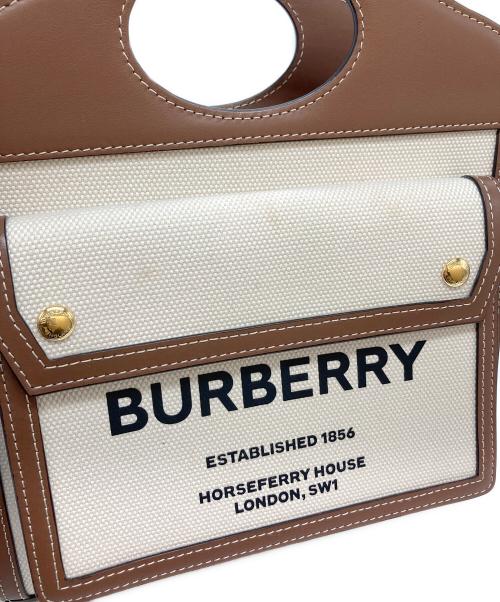 BURBERRY
ESTABLISHED 1856
HORSEFERRY HOUSE
LONDON, SW1